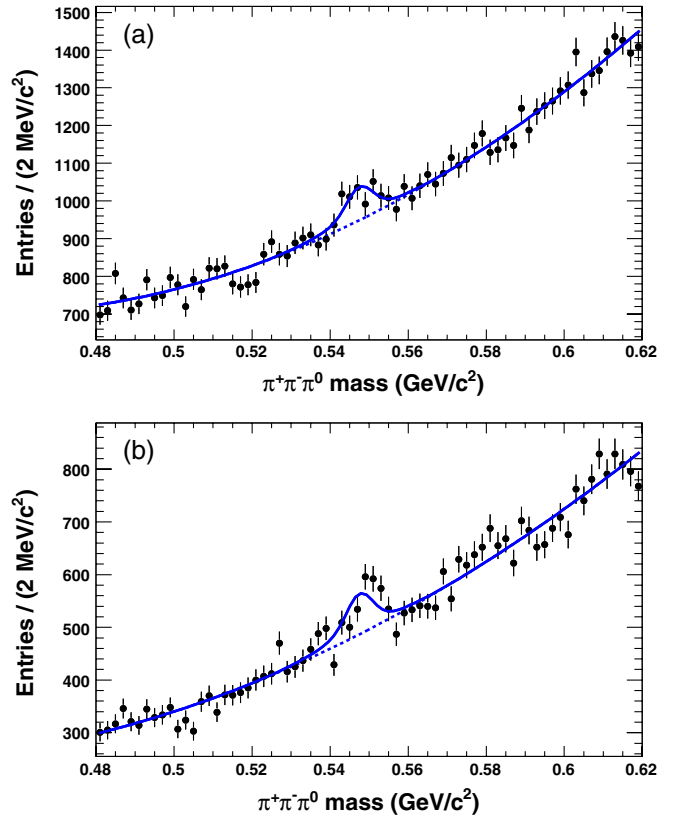 (a)
Entries / (2 MeV/c²)
1500
1400
1300
1200
1100
1000
900
800
700
0.48 0.5 0.52 0.54 0.56 0.58 0.6 0.62
π⁺π⁻π⁰ mass (GeV/c²)
(b)
Entries / (2 MeV/c²)
800
700
600
500
400
300
0.48 0.5 0.52 0.54 0.56 0.58 0.6 0.62
π⁺π⁻π⁰ mass (GeV/c²)